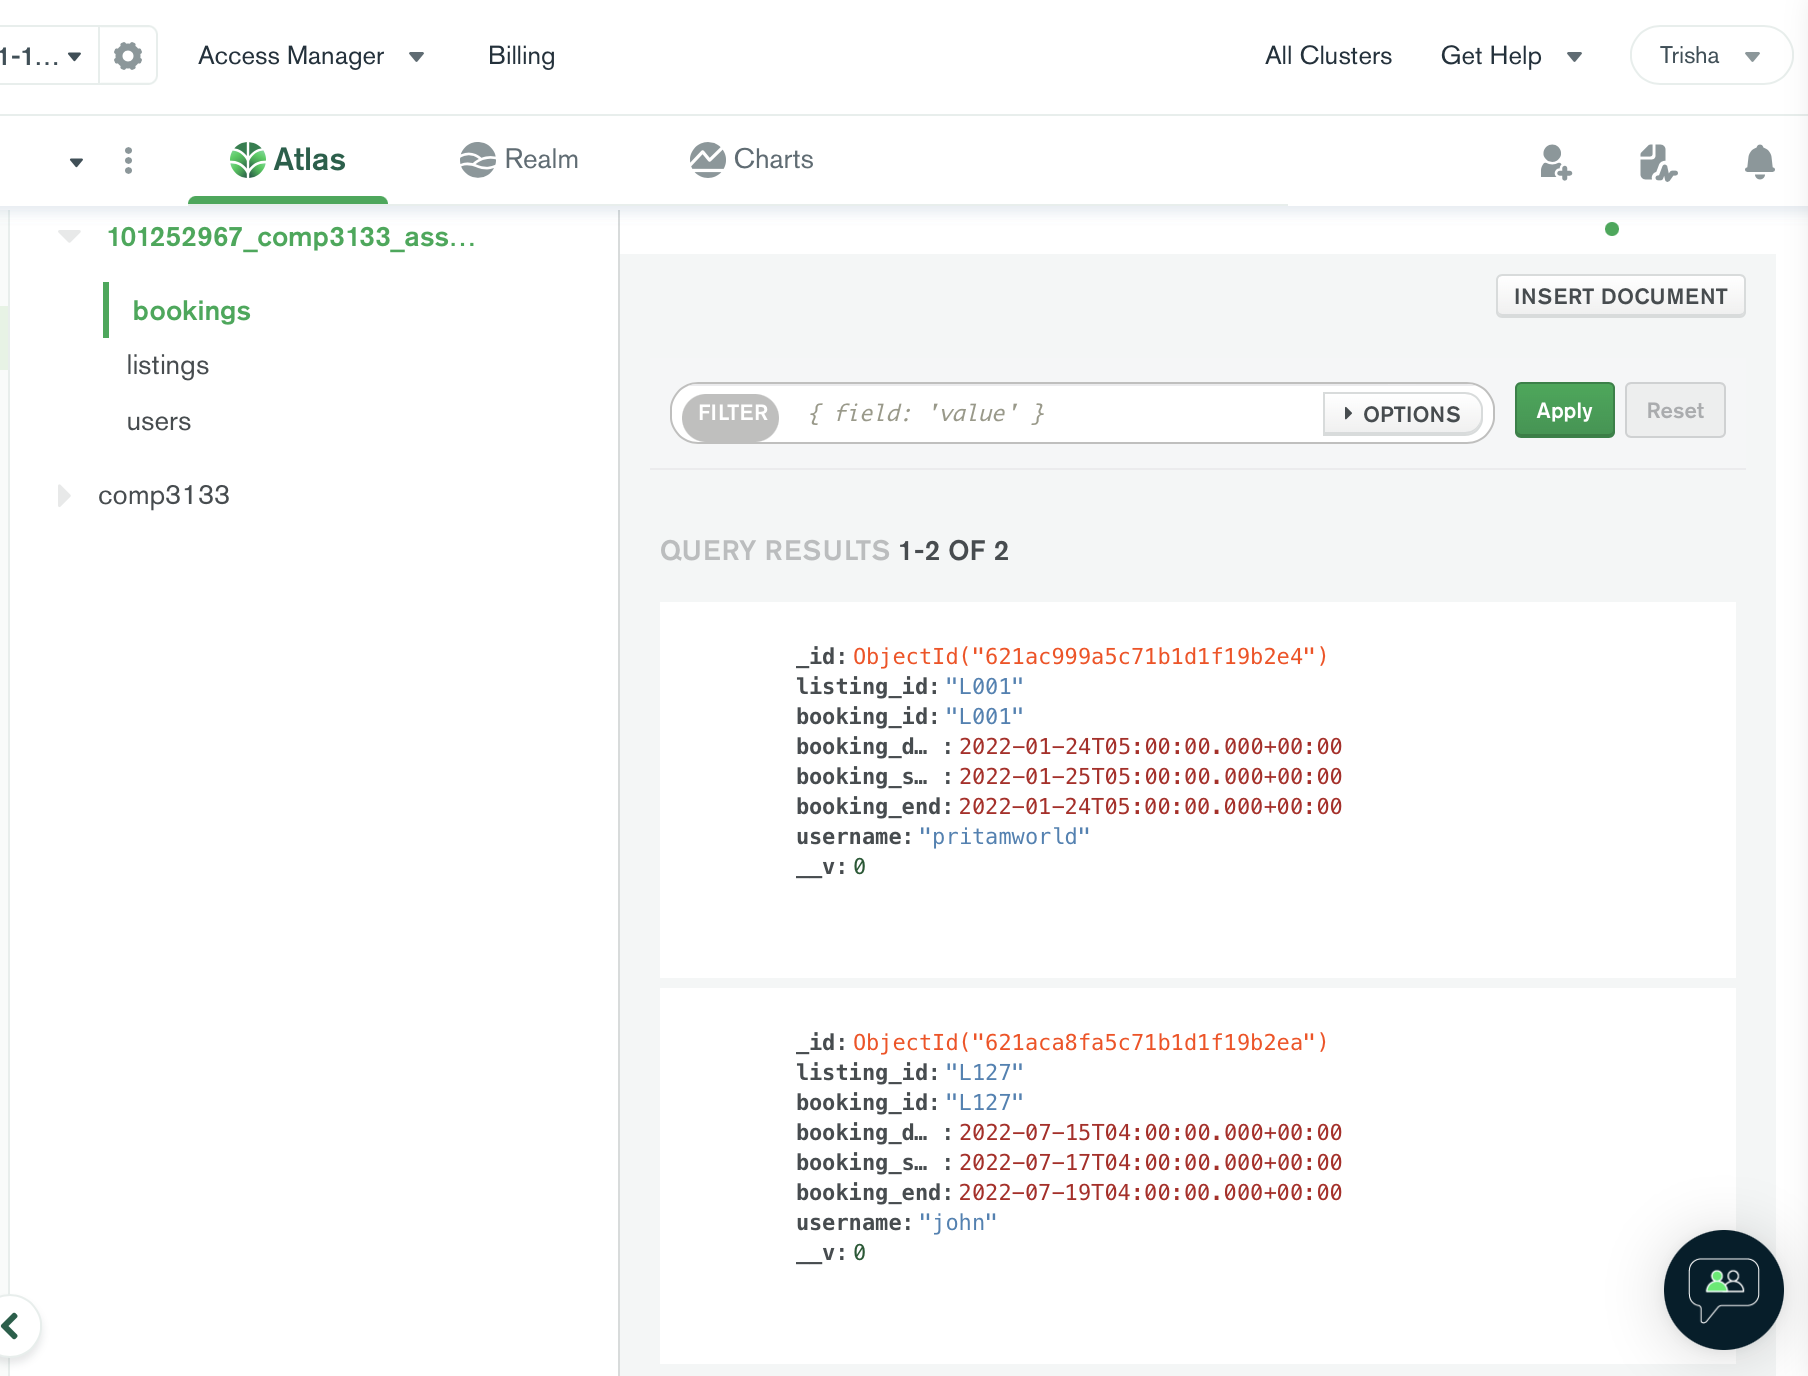 1-1...
Access Manager
Billing
All Clusters
Get Help
Trisha
Atlas
Realm
Charts
101252967_comp3133_ass...
bookings
listings
users
comp3133
INSERT DOCUMENT
FILTER
{ field: 'value' }
OPTIONS
Apply
Reset
QUERY RESULTS 1-2 OF 2
_id: ObjectId("621ac999a5c71b1d1f19b2e4")
listing_id: "L001"
booking_id: "L001"
booking_d… : 2022-01-24T05:00:00.000+00:00
booking_s… : 2022-01-25T05:00:00.000+00:00
booking_end: 2022-01-24T05:00:00.000+00:00
username: "pritamworld"
__v: 0
_id: ObjectId("621aca8fa5c71b1d1f19b2ea")
listing_id: "L127"
booking_id: "L127"
booking_d… : 2022-07-15T04:00:00.000+00:00
booking_s… : 2022-07-17T04:00:00.000+00:00
booking_end: 2022-07-19T04:00:00.000+00:00
username: "john"
__v: 0